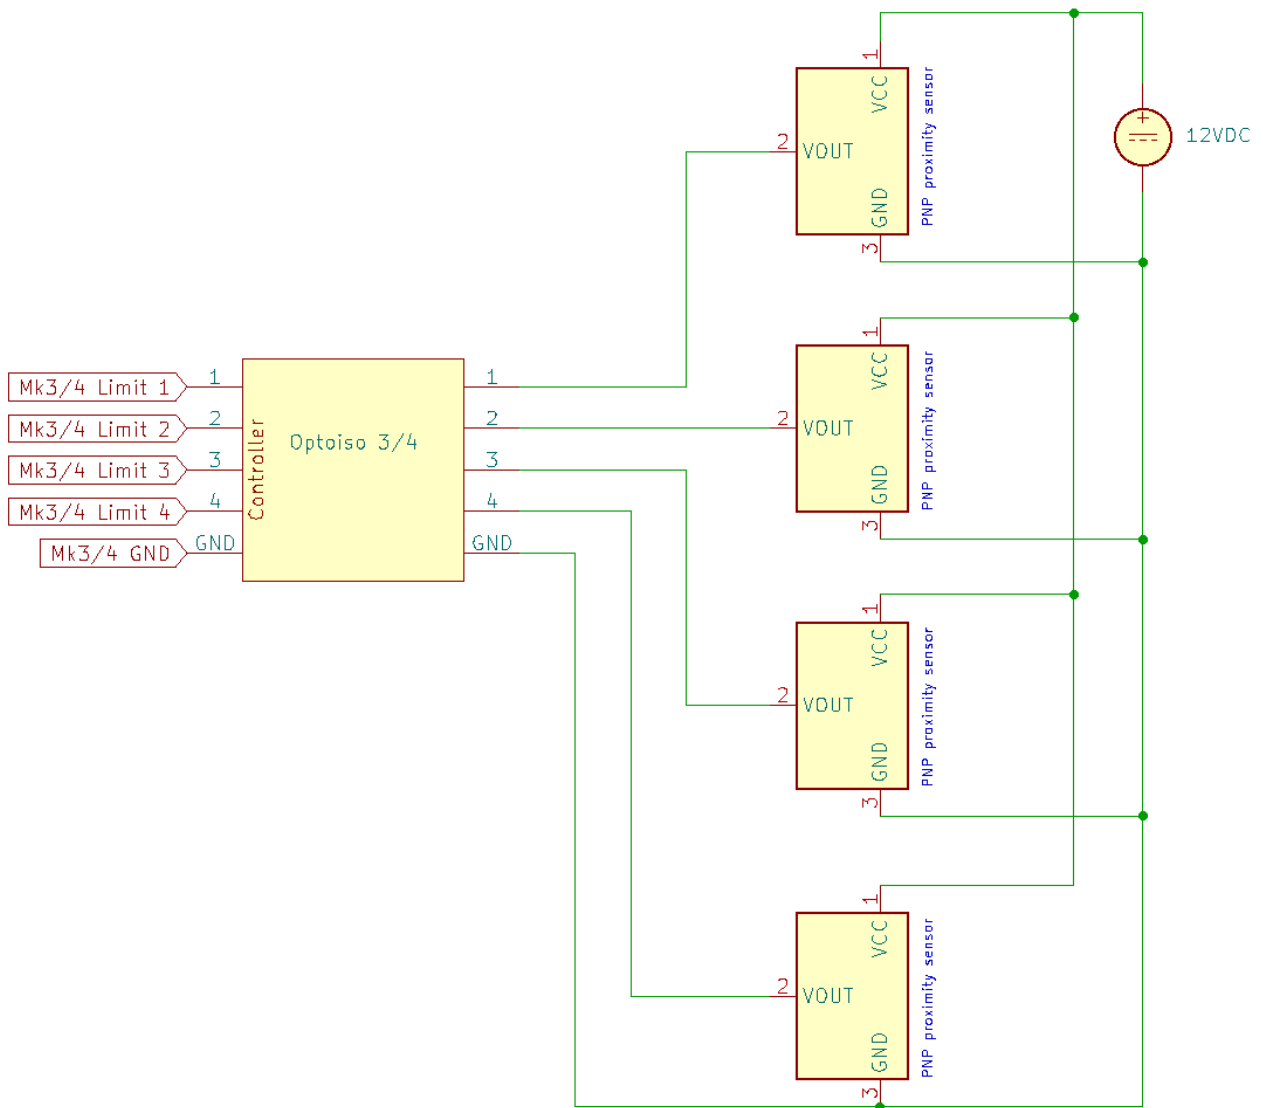 1
VCC
2
VOUT
GND
3
PNP proximity sensor
+
12VDC
1
VCC
2
VOUT
GND
3
PNP proximity sensor
Mk3/4 Limit 1
1
Mk3/4 Limit 2
2
Mk3/4 Limit 3
3
Mk3/4 Limit 4
4
Mk3/4 GND
GND
Controller
Optoiso 3/4
1
2
3
4
GND
1
VCC
2
VOUT
GND
3
PNP proximity sensor
1
VCC
2
VOUT
GND
3
PNP proximity sensor